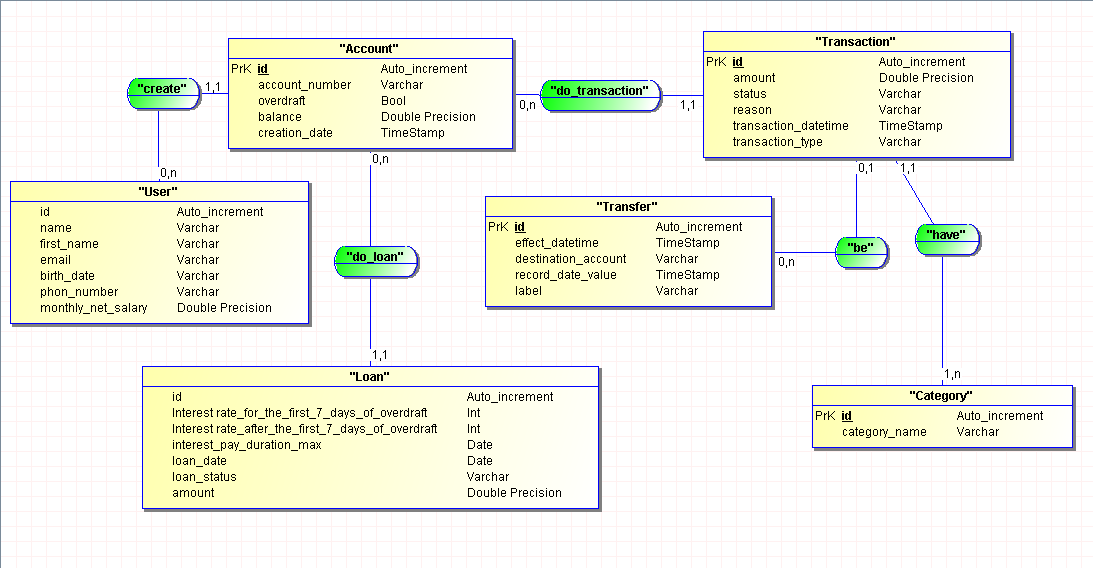 "Account"
PrK id Auto_increment
account_number Varchar
overdraft Bool
balance Double Precision
creation_date TimeStamp
"Transaction"
PrK id Auto_increment
amount Double Precision
status Varchar
reason Varchar
transaction_datetime TimeStamp
transaction_type Varchar
"create"
1,1
0,n
"do_transaction"
0,n
1,1
"User"
id Auto_increment
name Varchar
first_name Varchar
email Varchar
birth_date Varchar
phon_number Varchar
monthly_net_salary Double Precision
0,n
"do_loan"
1,1
"Transfer"
PrK id Auto_increment
effect_datetime TimeStamp
destination_account Varchar
record_date_value TimeStamp
label Varchar
0,1
"be"
0,n
1,1
"have"
1,n
"Loan"
id Auto_increment
Interest rate_for_the_first_7_days_of_overdraft Int
Interest rate_after_the_first_7_days_of_overdraft Int
interest_pay_duration_max Date
loan_date Date
loan_status Varchar
amount Double Precision
"Category"
PrK id Auto_increment
category_name Varchar